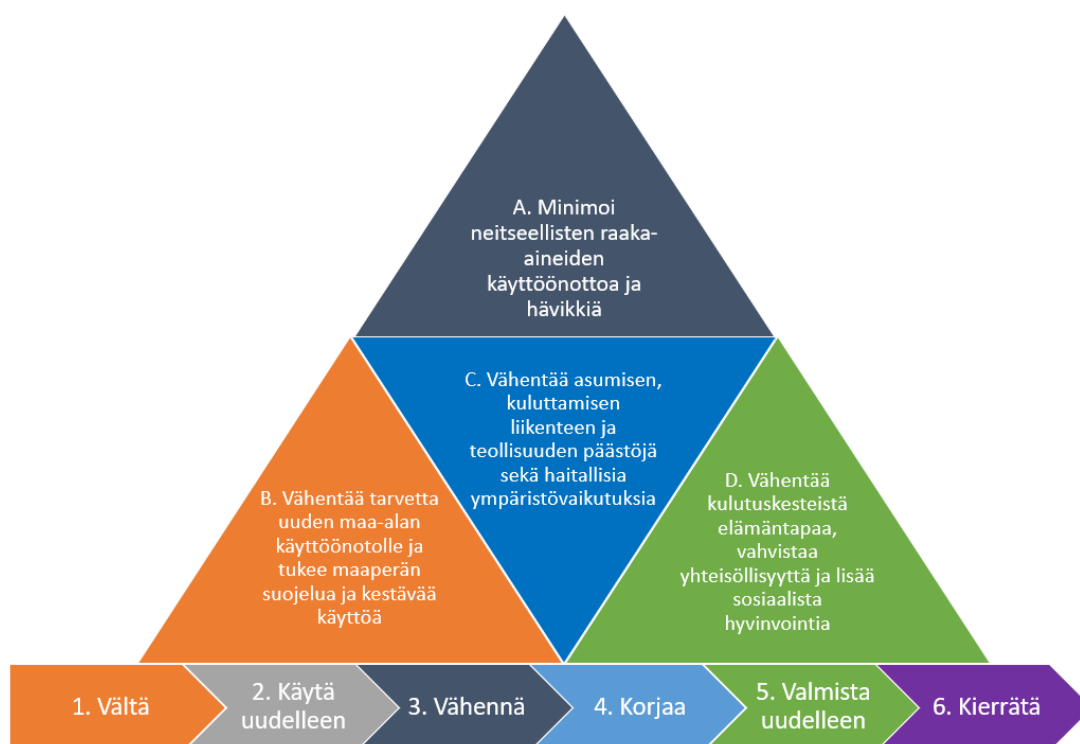 A. Minimoi
neitseellisten raaka-
aineiden
käyttöönottoa ja
hävikkiä
C. Vähentää asumisen,
kuluttamisen
liikenteen ja
teollisuuden päästöjä
sekä haitallisia
ympäristövaikutuksia
B. Vähentää tarvetta
uuden maa-alan
käyttöönotolle ja
tukee maaperän
suojelua ja kestävää
käyttöä
D. Vähentää
kulutuskesteistä
elämäntapaa,
vahvistaa
yhteisöllisyyttä ja lisää
sosiaalista
hyvinvointia
1. Vältä
2. Käytä
uudelleen
3. Vähennä
4. Korjaa
5. Valmista
uudelleen
6. Kierrätä